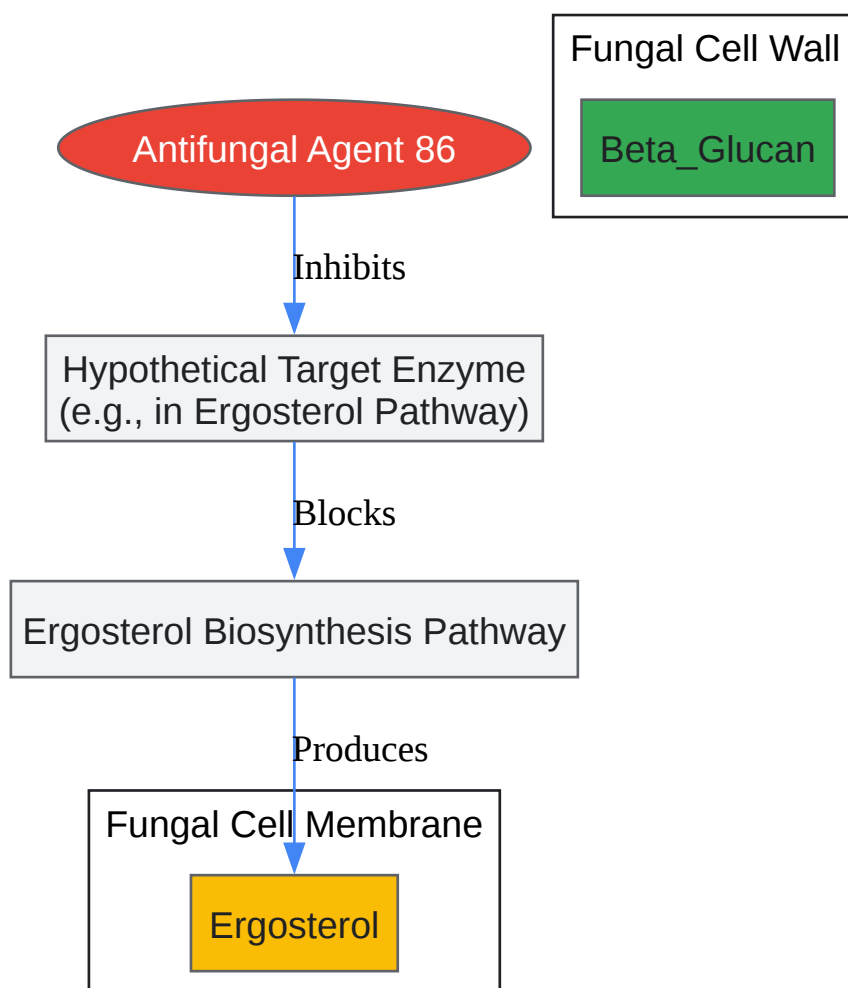 Fungal Cell Wall
Beta_Glucan
Antifungal Agent 86
Inhibits
Hypothetical Target Enzyme
(e.g., in Ergosterol Pathway)
Blocks
Ergosterol Biosynthesis Pathway
Produces
Fungal Cell Membrane
Ergosterol